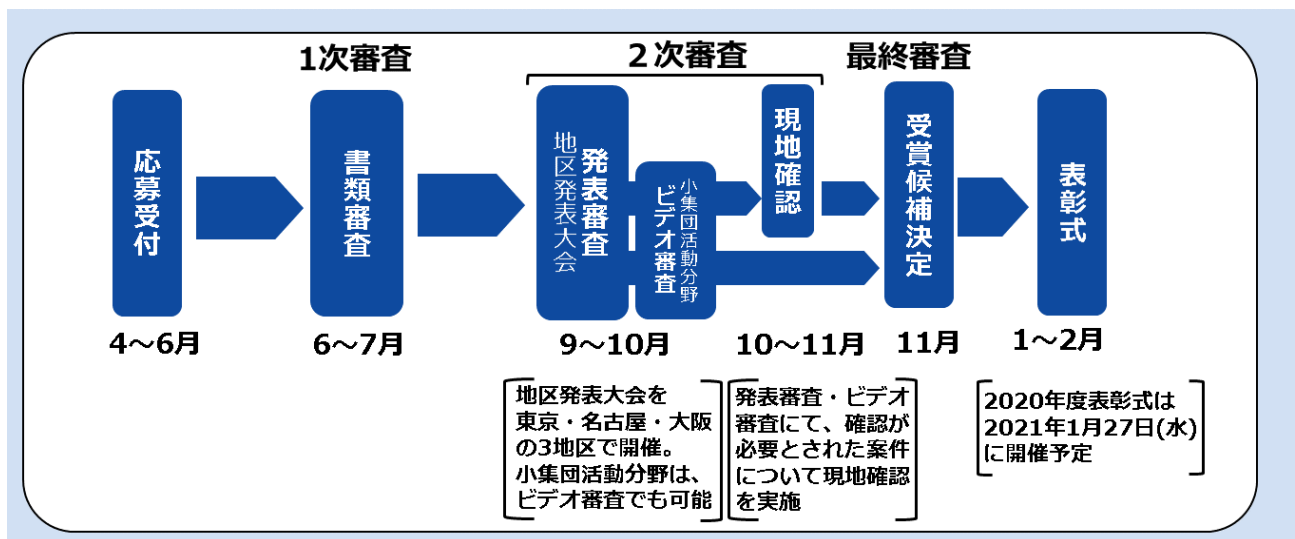 1次審査
２次審査
最終審査
応募受付
書類審査
発表審査
地区発表大会
小集団活動分野
ビデオ審査
現地確認
受賞候補決定
表彰式
4～6月
6～7月
9～10月
10～11月
11月
1～2月
地区発表大会を
東京・名古屋・大阪
の3地区で開催。
小集団活動分野は、
ビデオ審査でも可能
発表審査・ビデオ
審査にて、確認が
必要とされた案件
について現地確認
を実施
2020年度表彰式は
2021年1月27日(水)
に開催予定